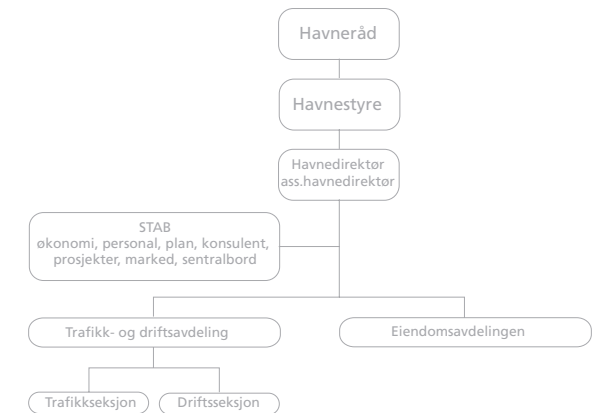 Havneråd
Havnestyre
Havnedirektør
ass.havnedirektør
STAB
økonomi, personal, plan, konsulent,
prosjekter, marked, sentralbord
Trafikk- og driftsavdeling
Eiendomsavdelingen
Trafikkseksjon
Driftsseksjon